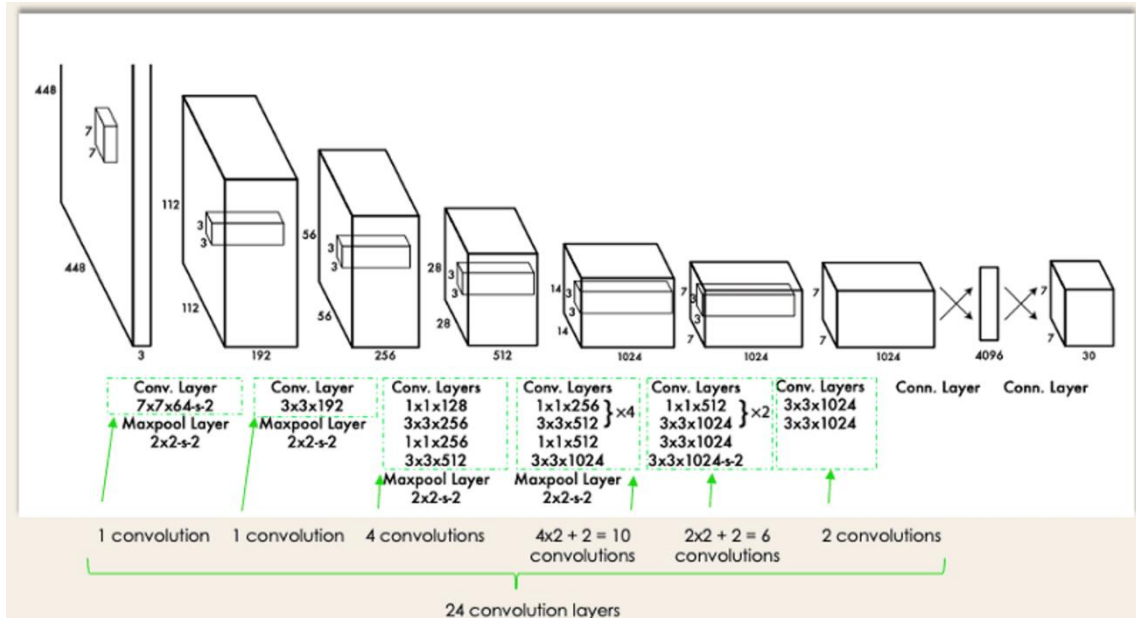 448
7
7
448
3
112
3
3
112
192
56
3
3
56
256
28
3
3
28
512
14
3
3
14
1024
7
3
3
7
1024
7
7
1024
4096
7
7
30
Conv. Layer
7x7x64-s-2
Maxpool Layer
2x2-s-2
Conv. Layer
3x3x192
Maxpool Layer
2x2-s-2
Conv. Layers
1x1x128
3x3x256
1x1x256
3x3x512
Maxpool Layer
2x2-s-2
Conv. Layers
1x1x256
3x3x512 } ×4
1x1x512
3x3x1024
Maxpool Layer
2x2-s-2
Conv. Layers
1x1x512
3x3x1024 } ×2
3x3x1024
3x3x1024-s-2
Conv. Layers
3x3x1024
3x3x1024
Conn. Layer
Conn. Layer
1 convolution
1 convolution
4 convolutions
4x2 + 2 = 10
convolutions
2x2 + 2 = 6
convolutions
2 convolutions
24 convolution layers